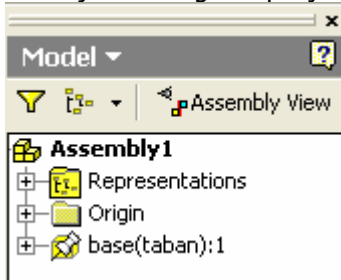 Model
Assembly View
Assembly1
Representations
Origin
base(taban):1